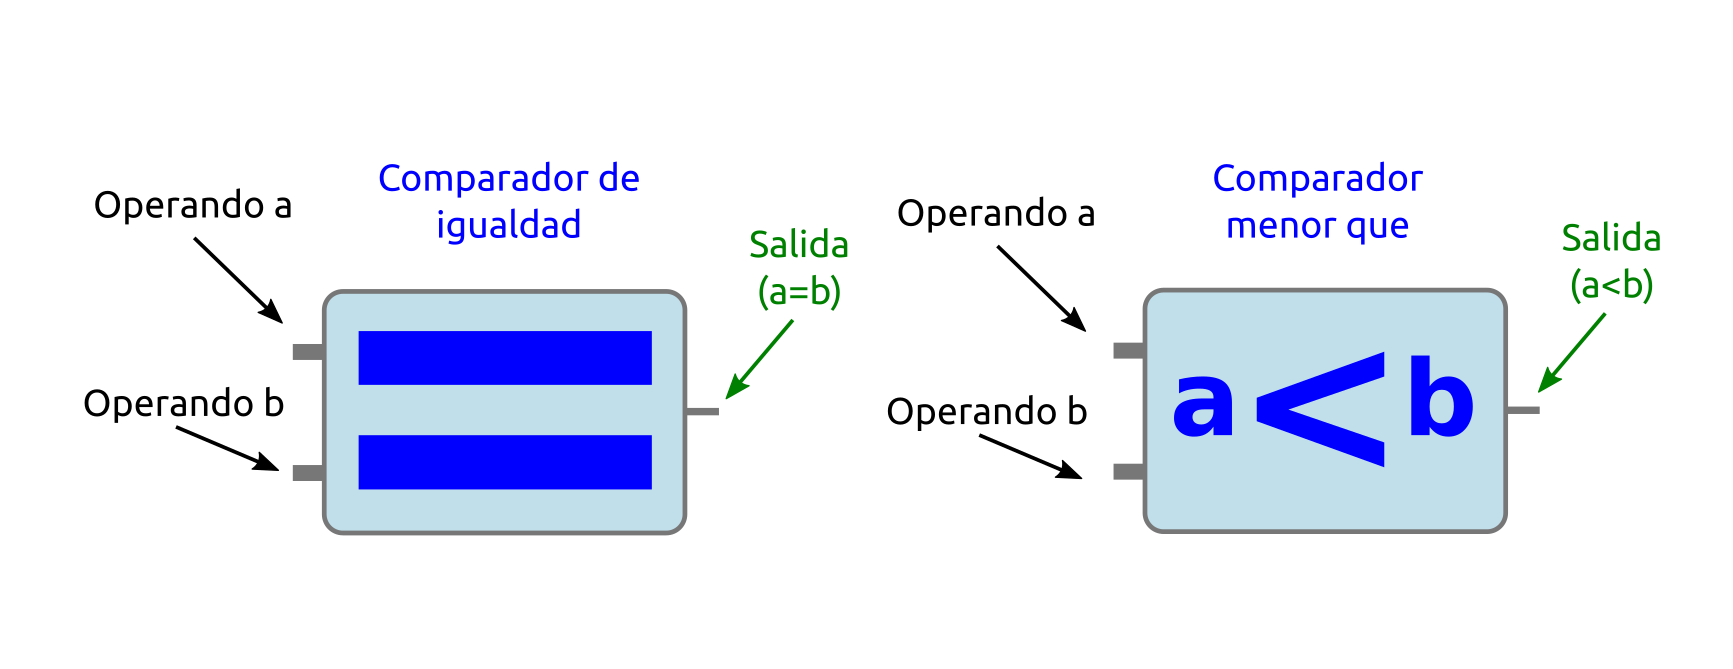 Comparador de
igualdad
Operando a
Salida
(a=b)
Operando b
Comparador
menor que
Operando a
Salida
(a<b)
a<b
Operando b